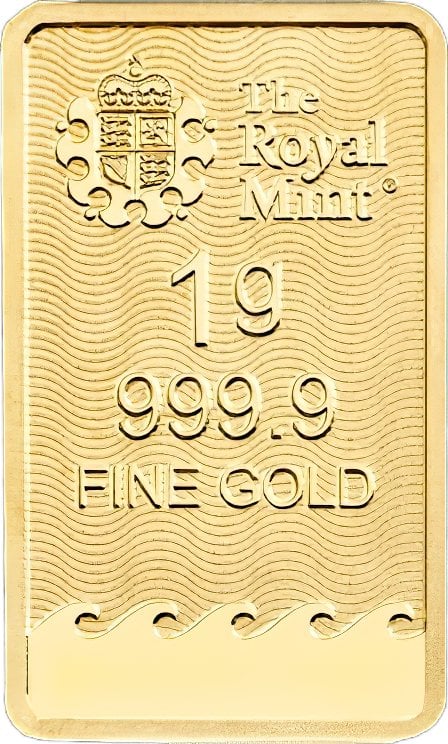 The
Royal
Mint®
1g
999.9
FINE GOLD